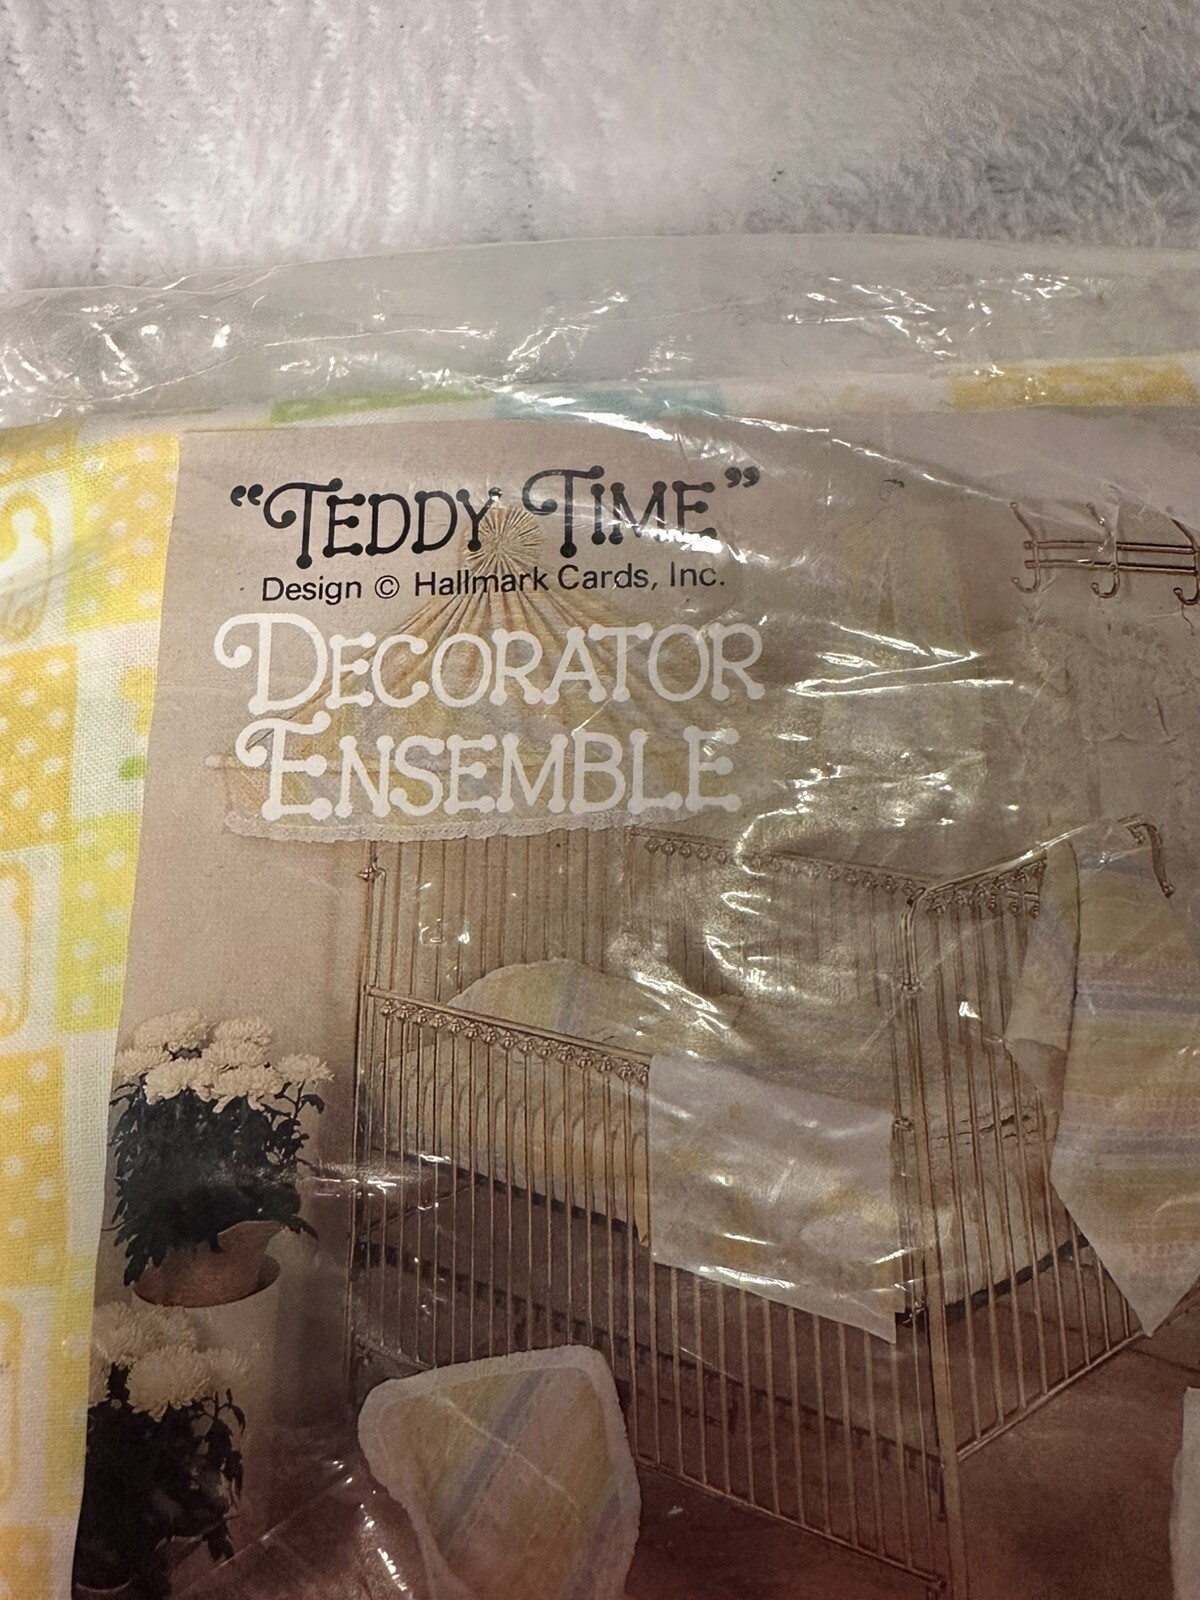 “TEDDY TIME”
Design © Hallmark Cards, Inc.
DECORATOR
ENSEMBLE